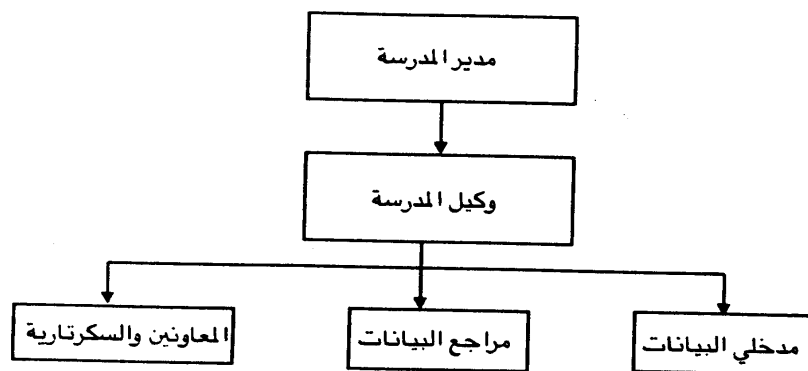 مدير المدرسة
وكيل المدرسة
مدخلي البيانات
مراجع البيانات
المعاونين والسكرتارية